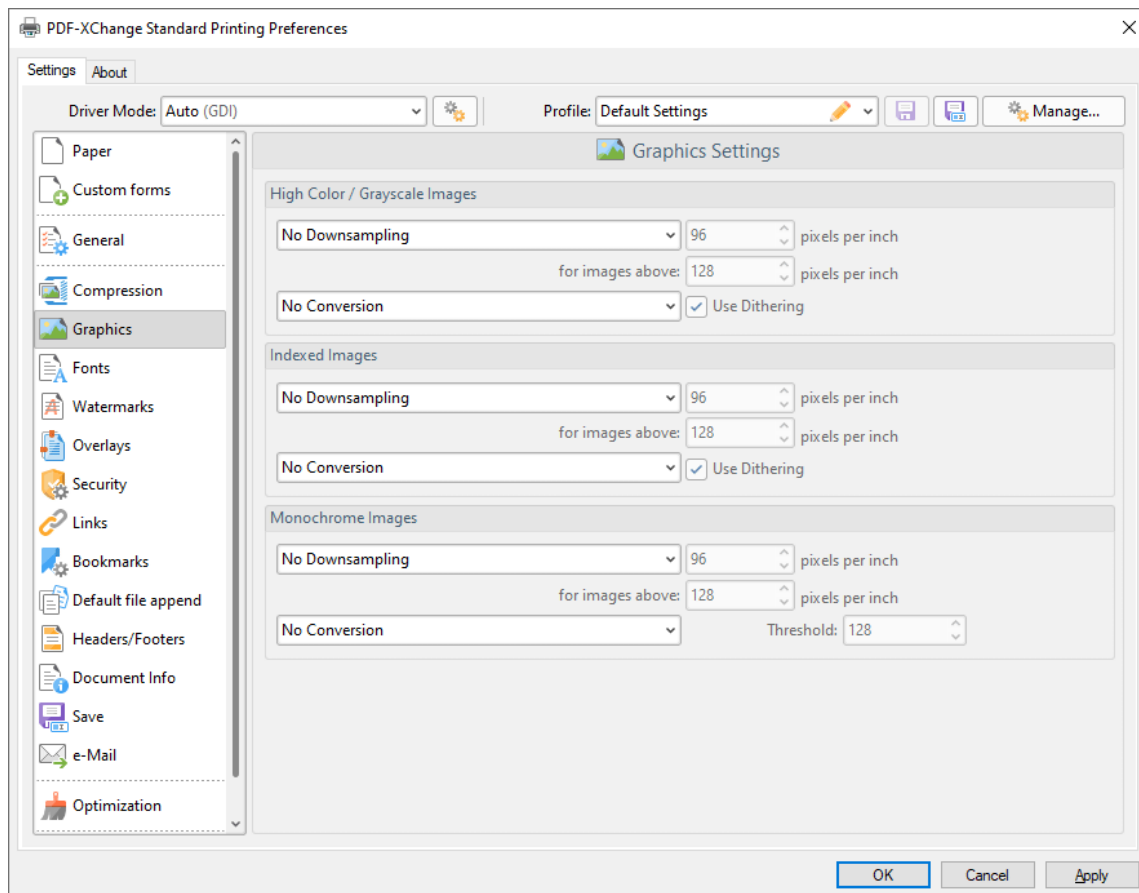 PDF-XChange Standard Printing Preferences
Settings About
Driver Mode: Auto (GDI) Profile: Default Settings Manage...
Paper
Custom forms
General
Compression
Graphics
Fonts
Watermarks
Overlays
Security
Links
Bookmarks
Default file append
Headers/Footers
Document Info
Save
e-Mail
Optimization
Graphics Settings
High Color / Grayscale Images
No Downsampling 96 pixels per inch
for images above: 128 pixels per inch
No Conversion Use Dithering
Indexed Images
No Downsampling 96 pixels per inch
for images above: 128 pixels per inch
No Conversion Use Dithering
Monochrome Images
No Downsampling 96 pixels per inch
for images above: 128 pixels per inch
No Conversion Threshold: 128
OK Cancel Apply